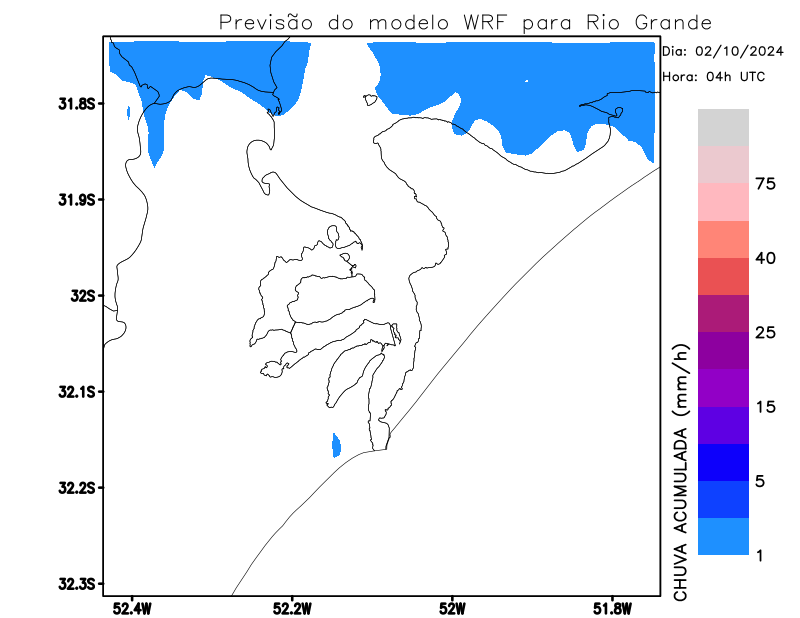 Previsão do modelo WRF para Rio Grande
Dia: 02/10/2024
Hora: 04h UTC
31.8S
31.9S
32S
32.1S
32.2S
32.3S
52.4W
52.2W
52W
51.8W
CHUVA ACUMULADA (mm/h)
75
40
25
15
5
1